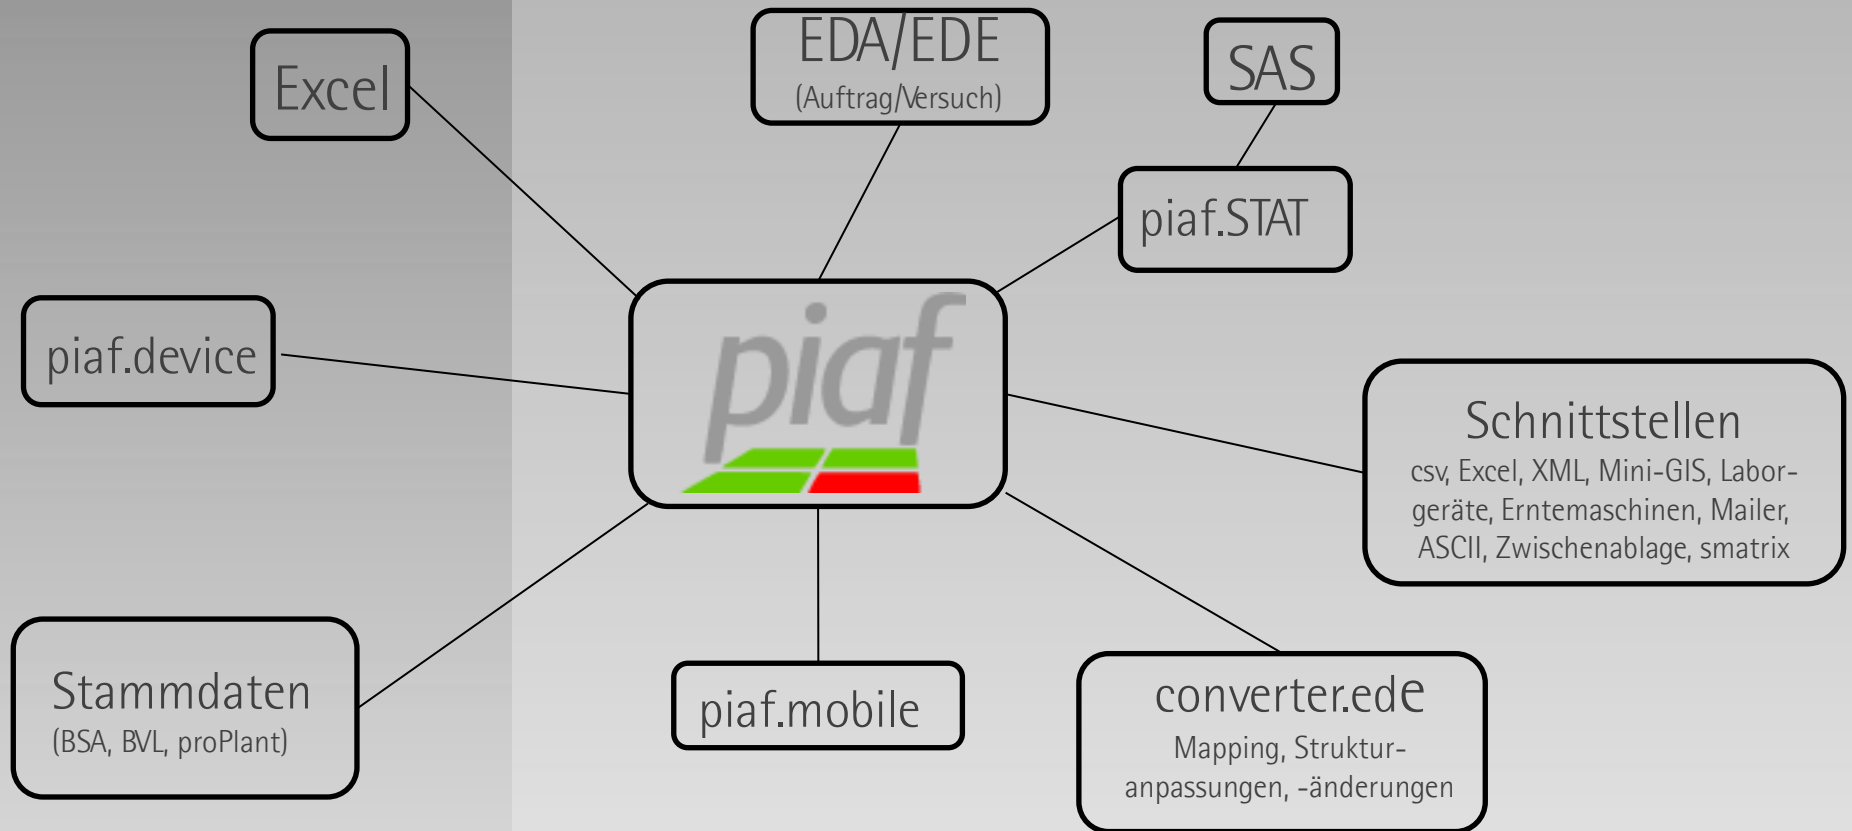 Excel
EDA/EDE
(Auftrag/Versuch)
SAS
piaf.STAT
piaf.device
piaf
Schnittstellen
csv, Excel, XML, Mini-GIS, Labor-
geräte, Erntemaschinen, Mailer,
ASCII, Zwischenablage, smatrix
Stammdaten
(BSA, BVL, proPlant)
piaf.mobile
converter.ede
Mapping, Struktur-
anpassungen, -änderungen